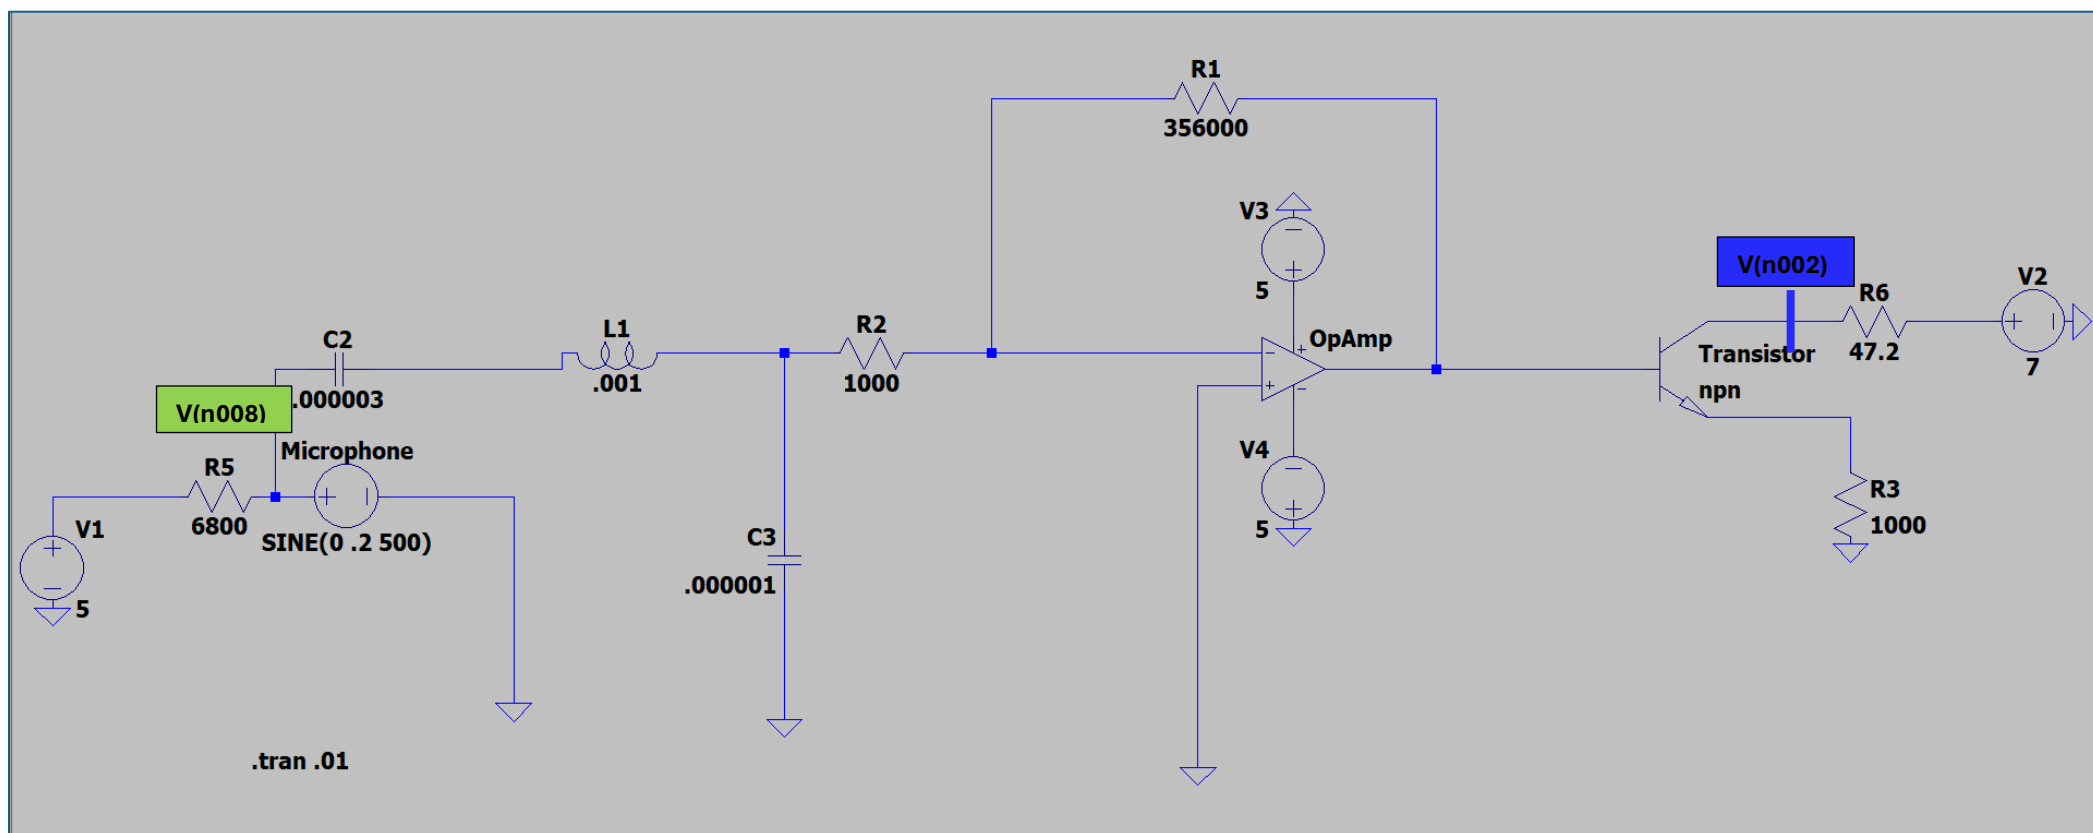 R1
356000
V3
5
V(n002)
V2
R6
C2
L1
R2
OpAmp
Transistor
47.2
7
.000003
.001
1000
npn
V(n008)
Microphone
V4
R5
R3
6800
1000
V1
SINE(0 .2 500)
5
C3
.000001
5
.tran .01